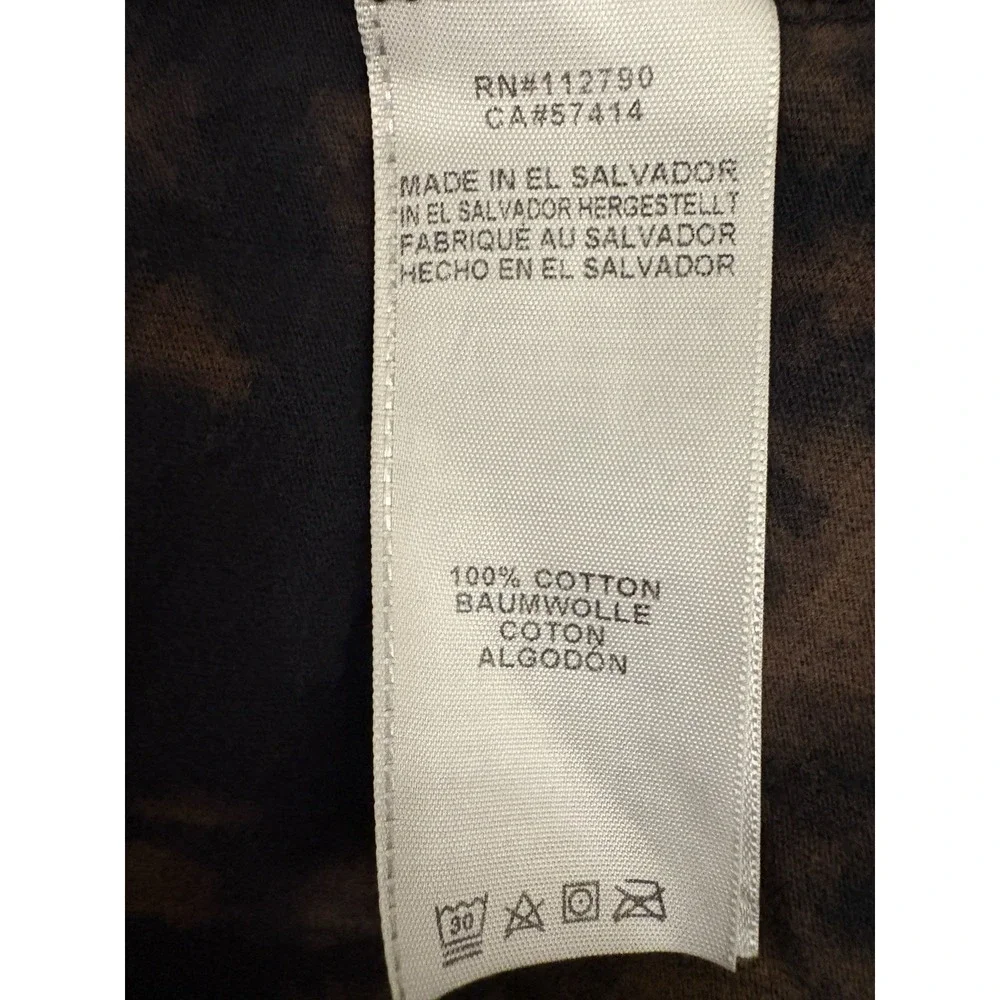 RN#112790
CA#57414
MADE IN EL SALVADOR
IN EL SALVADOR HERGESTELLT
FABRIQUE AU SALVADOR
HECHO EN EL SALVADOR
100% COTTON
BAUMWOLLE
COTON
ALGODÓN
30